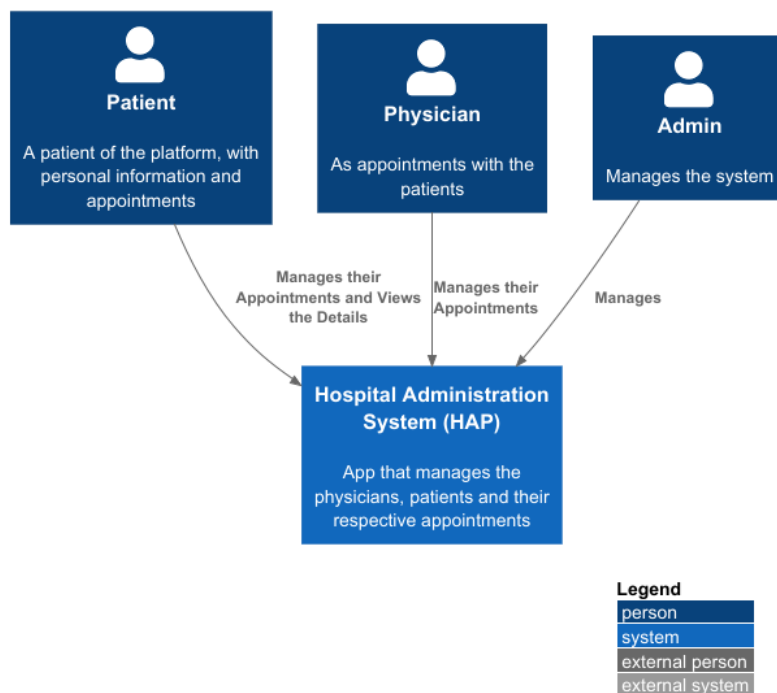 Patient
A patient of the platform, with
personal information and
appointments
Physician
As appointments with the
patients
Admin
Manages the system
Manages their
Appointments and Views
the Details
Manages their
Appointments
Manages
Hospital Administration
System (HAP)
App that manages the
physicians, patients and their
respective appointments
Legend
person
system
external person
external system